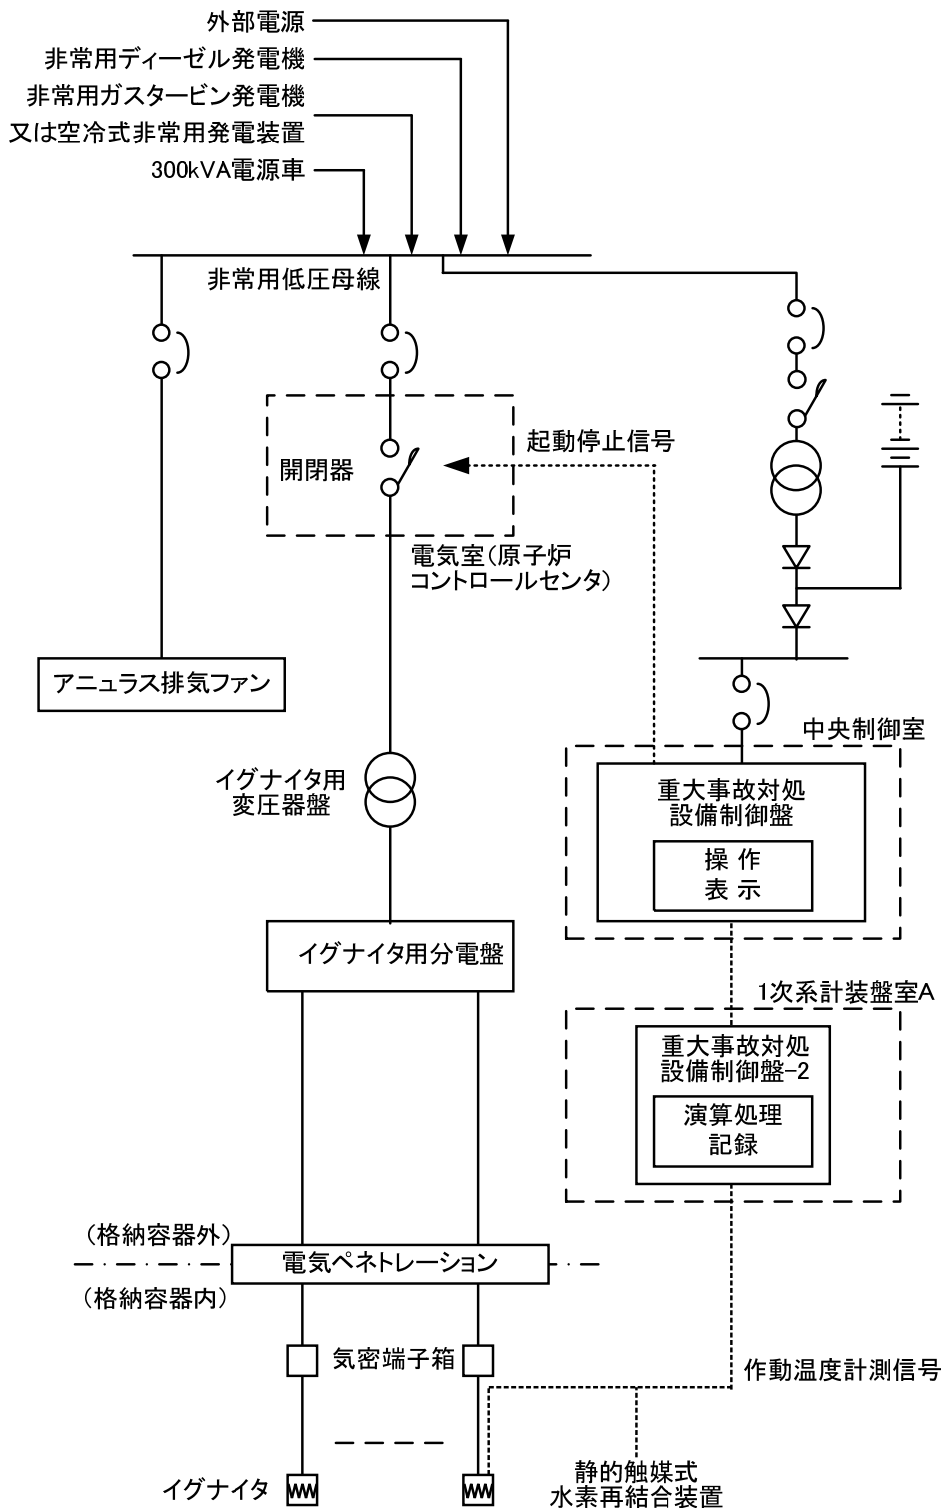 外部電源
非常用ディーゼル発電機
非常用ガスタービン発電機
又は空冷式非常用発電装置
300kVA電源車
非常用低圧母線
起動停止信号
開閉器
電気室(原子炉
コントロールセンタ)
アニュラス排気ファン
中央制御室
イグナイタ用
変圧器盤
重大事故対処
設備制御盤
操 作
表 示
イグナイタ用分電盤
1次系計装盤室A
重大事故対処
設備制御盤-2
演算処理
記録
(格納容器外)
電気ペネトレーション
(格納容器内)
気密端子箱
作動温度計測信号
イグナイタ
静的触媒式
水素再結合装置